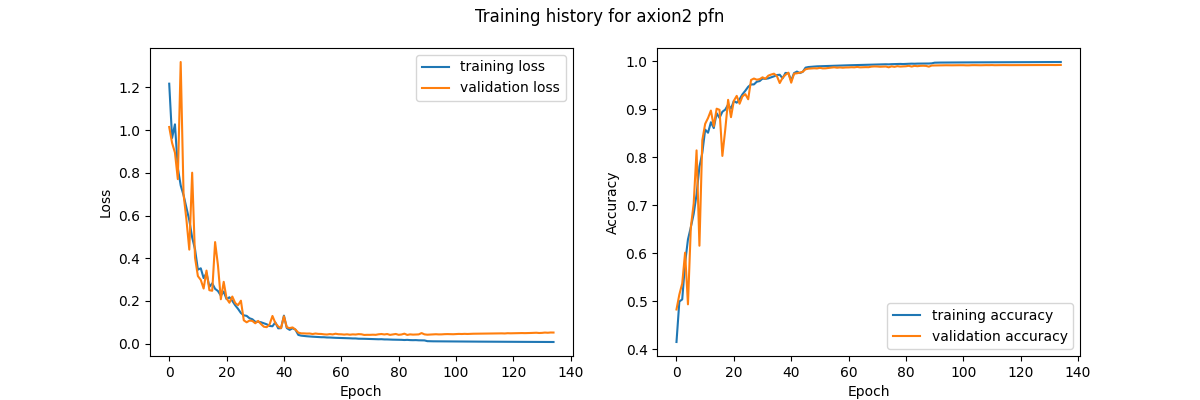 Training history for axion2 pfn
training loss
validation loss
1.2
1.0
0.8
0.6
0.4
0.2
0.0
Loss
0 20 40 60 80 100 120 140
Epoch
1.0
0.9
0.8
0.7
0.6
0.5
0.4
Accuracy
training accuracy
validation accuracy
0 20 40 60 80 100 120 140
Epoch